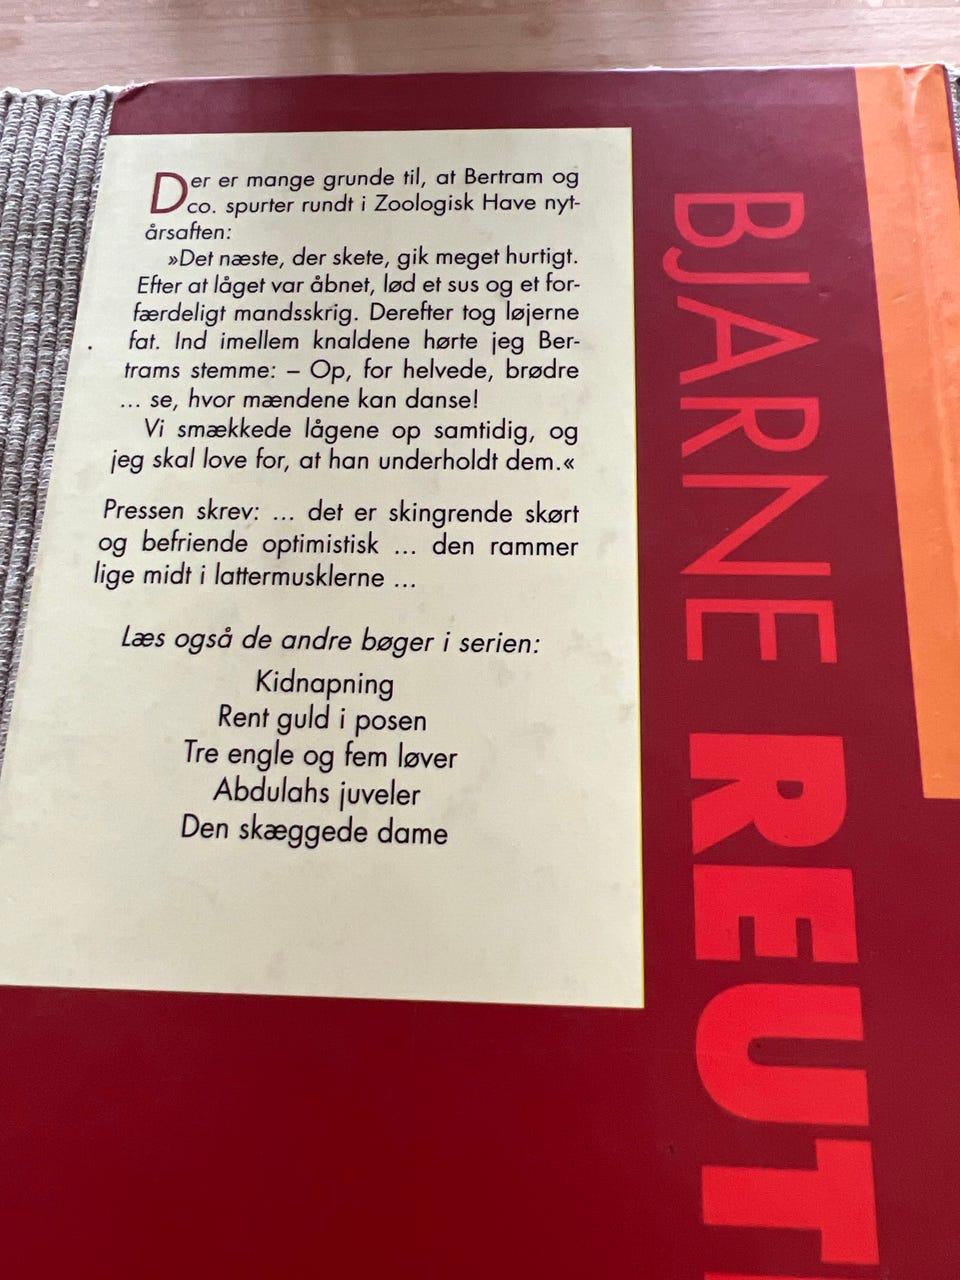 Der er mange grunde til, at Bertram og
co. spurter rundt i Zoologisk Have nyt-
årsaften:
»Det næste, der skete, gik meget hurtigt.
Efter at låget var åbnet, lød et sus og et for-
færdeligt mandsskrig. Derefter tog løjerne
fat. Ind imellem knaldene hørte jeg Ber-
trams stemme: – Op, for helvede, brødre
... se, hvor mændene kan danse!
Vi smækkede lågene op samtidig, og
jeg skal love for, at han underholdt dem.«
Pressen skrev: ... det er skingrende skørt
og befriende optimistisk ... den rammer
lige midt i lattermusklerne ...
Læs også de andre bøger i serien:
Kidnapning
Rent guld i posen
Tre engle og fem løver
Abdulahs juveler
Den skæggede dame
BJARNE REUT